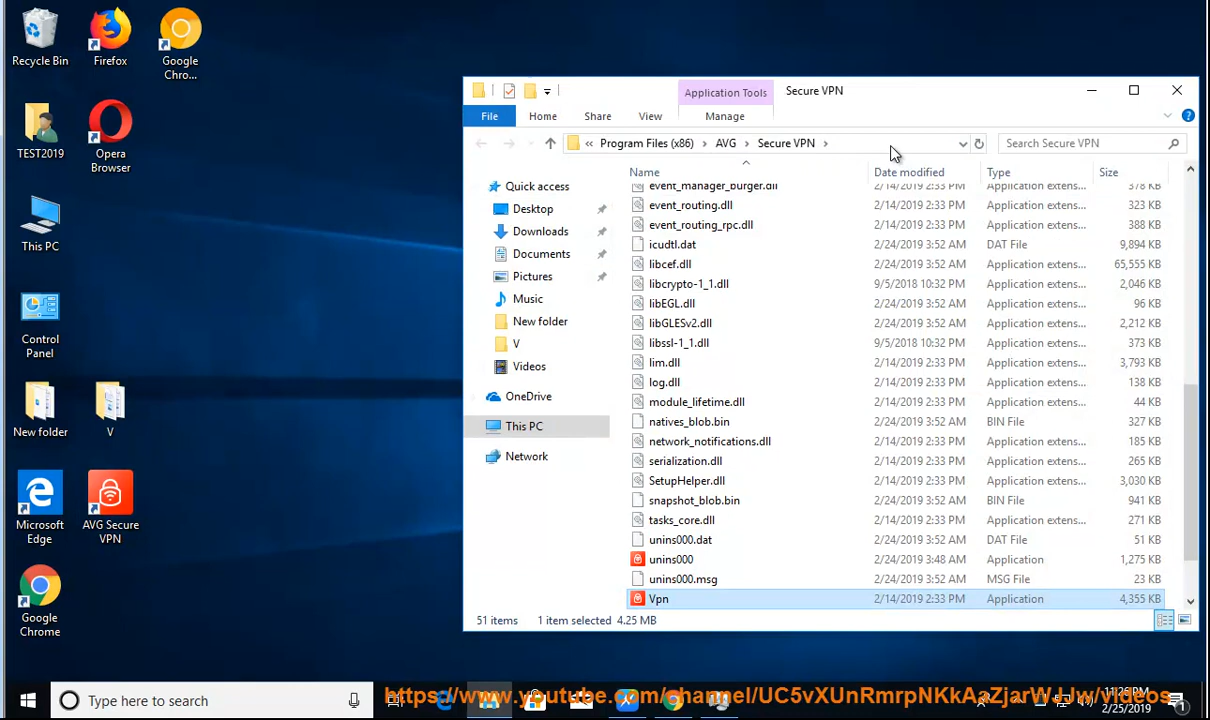 Recycle Bin
Firefox
Google
Chro...
TEST2019
Opera
Browser
This PC
Control
Panel
New folder
V
Microsoft
Edge
AVG Secure
VPN
Google
Chrome
Application Tools
Secure VPN
File
Home
Share
View
Manage
« Program Files (x86) > AVG > Secure VPN >
Search Secure VPN
Quick access
Desktop
Downloads
Documents
Pictures
Music
New folder
V
Videos
OneDrive
This PC
Network
Name Date modified Type Size
event_manager_burger.dll 2/14/2019 2:33 PM Application extens... 378 KB
event_routing.dll 2/14/2019 2:33 PM Application extens... 323 KB
event_routing_rpc.dll 2/14/2019 2:33 PM Application extens... 388 KB
icudtl.dat 2/24/2019 3:52 AM DAT File 9,894 KB
libcef.dll 2/24/2019 3:52 AM Application extens... 65,555 KB
libcrypto-1_1.dll 9/5/2018 10:32 PM Application extens... 2,046 KB
libEGL.dll 2/24/2019 3:52 AM Application extens... 96 KB
libGLESv2.dll 2/24/2019 3:52 AM Application extens... 2,212 KB
libssl-1_1.dll 9/5/2018 10:32 PM Application extens... 373 KB
lim.dll 2/14/2019 2:33 PM Application extens... 3,793 KB
log.dll 2/14/2019 2:33 PM Application extens... 138 KB
module_lifetime.dll 2/14/2019 2:33 PM Application extens... 44 KB
natives_blob.bin 2/24/2019 3:52 AM BIN File 327 KB
network_notifications.dll 2/14/2019 2:33 PM Application extens... 185 KB
serialization.dll 2/14/2019 2:33 PM Application extens... 265 KB
SetupHelper.dll 2/14/2019 2:33 PM Application extens... 3,030 KB
snapshot_blob.bin 2/24/2019 3:52 AM BIN File 941 KB
tasks_core.dll 2/14/2019 2:33 PM Application extens... 271 KB
unins000.dat 2/24/2019 3:52 AM DAT File 51 KB
unins000 2/24/2019 3:48 AM Application 1,275 KB
unins000.msg 2/24/2019 3:52 AM MSG File 23 KB
Vpn 2/14/2019 2:33 PM Application 4,355 KB
51 items 1 item selected 4.25 MB
Type here to search
11:26 PM
2/25/2019